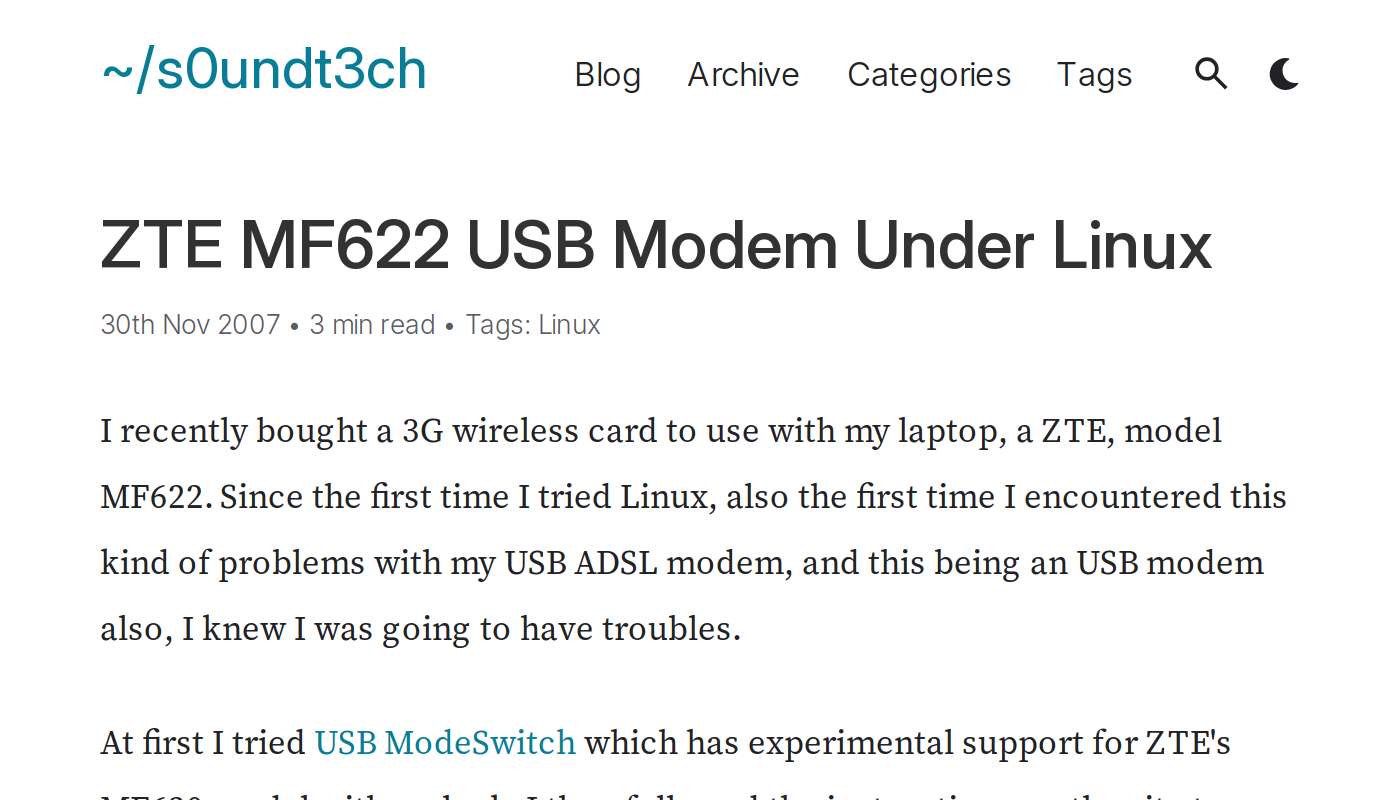 ~/s0undt3ch
Blog Archive Categories Tags
ZTE MF622 USB Modem Under Linux
30th Nov 2007 • 3 min read • Tags: Linux
I recently bought a 3G wireless card to use with my laptop, a ZTE, model
MF622. Since the first time I tried Linux, also the first time I encountered this
kind of problems with my USB ADSL modem, and this being an USB modem
also, I knew I was going to have troubles.
At first I tried USB ModeSwitch which has experimental support for ZTE's